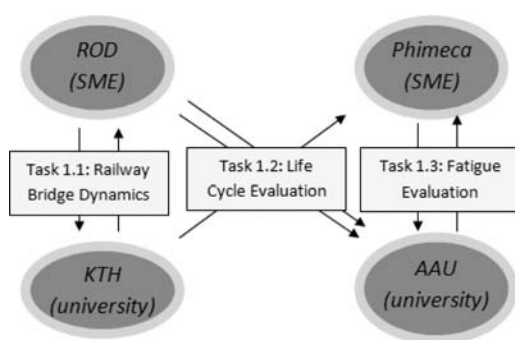 ROD
(SME)
Phimeca
(SME)
Task 1.1: Railway
Bridge Dynamics
Task 1.2: Life
Cycle Evaluation
Task 1.3: Fatigue
Evaluation
KTH
(university)
AAU
(university)